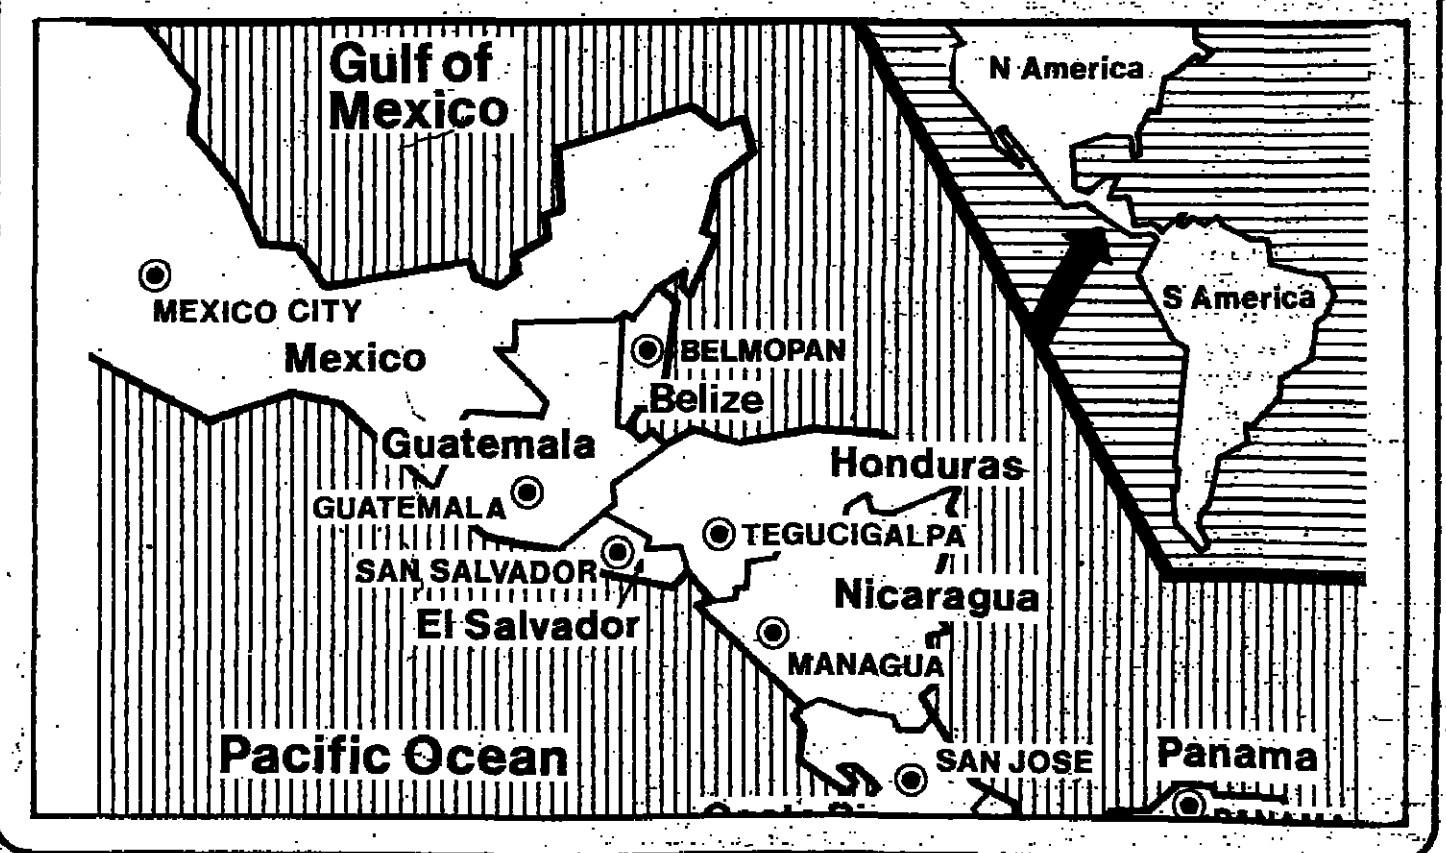 Gulf of
Mexico
N America
S America
MEXICO CITY
Mexico
BELMOPAN
Belize
Guatemala
Honduras
GUATEMALA
TEGUCIGALPA
SAN SALVADOR
Nicaragua
El Salvador
MANAGUA
Pacific Ocean
SAN JOSE
Panama
PANAMA